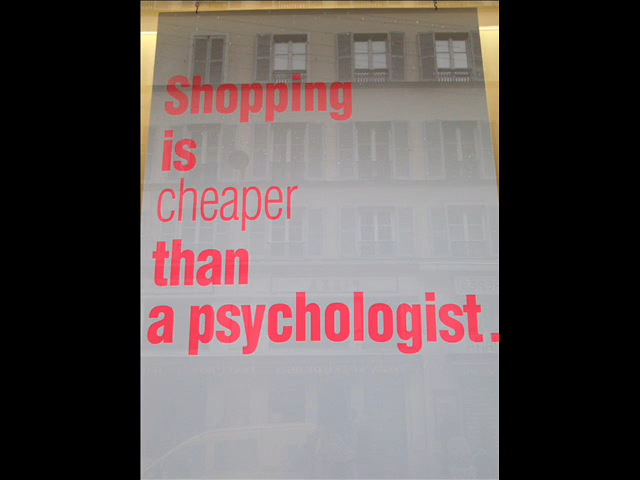 Shopping
is
cheaper
than
a psychologist.